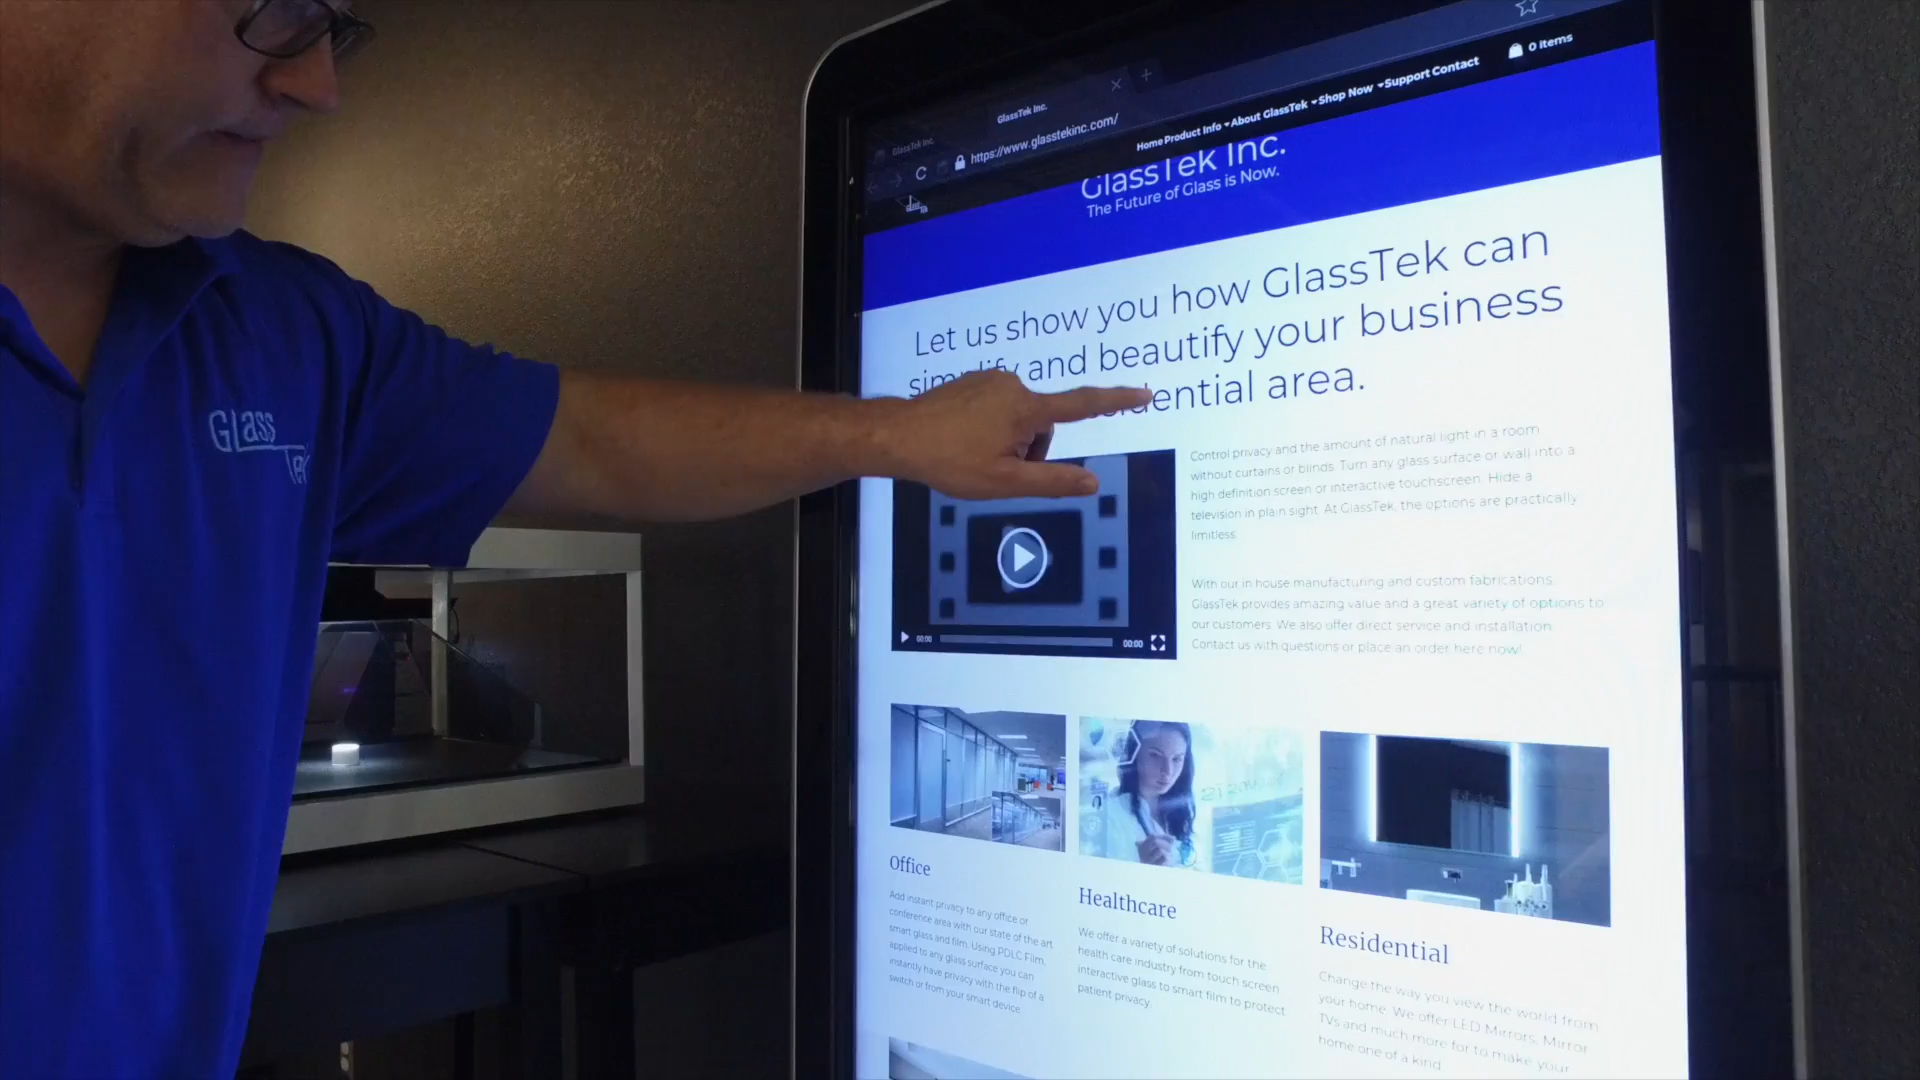 GlassTek Inc.
GlassTek Inc.
https://www.glasstekinc.com/
Home Product Info About GlassTek Shop Now Support Contact
0 Items
GlassTek Inc.
The Future of Glass is Now.
Let us show you how GlassTek can
simplify and beautify your business
dential area.
Control privacy and the amount of natural light in a room
without curtains or blinds. Turn any glass surface or wall into a
high definition screen or interactive touchscreen. Hide a
television in plain sight. At GlassTek, the options are practically
limitless.
With our in house manufacturing and custom fabrications,
GlassTek provides amazing value and a great variety of options to
our customers. We also offer direct service and installation.
Contact us with questions or place an order here now!
00:00
00:00
Office
Add instant privacy to any office or
conference area with our state of the art
smart glass and film. Using PDLC Film,
applied to any glass surface you can
instantly have privacy with the flip of a
switch or from your smart device.
Healthcare
We offer a variety of solutions for the
health care industry from touch screen
interactive glass to smart film to protect
patient privacy.
Residential
Change the way you view the world from
your home. We offer LED Mirrors, Mirror
TVs and much more for to make your
home one of a kind.
Glass
Tek